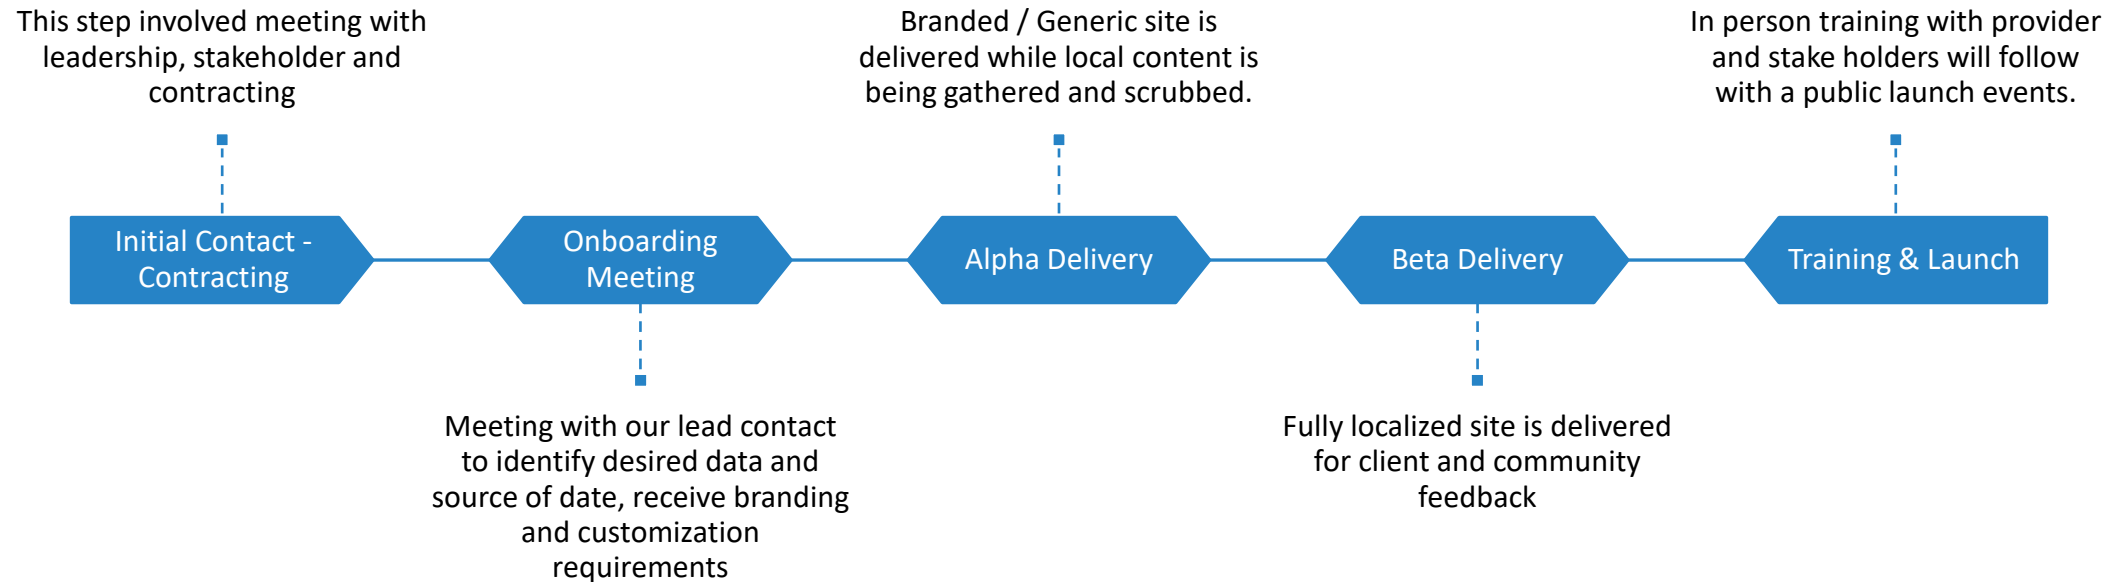 This step involved meeting with
leadership, stakeholder and
contracting
Branded / Generic site is
delivered while local content is
being gathered and scrubbed.
In person training with provider
and stake holders will follow
with a public launch events.
Initial Contact -
Contracting
Onboarding
Meeting
Alpha Delivery
Beta Delivery
Training & Launch
Meeting with our lead contact
to identify desired data and
source of date, receive branding
and customization
requirements
Fully localized site is delivered
for client and community
feedback